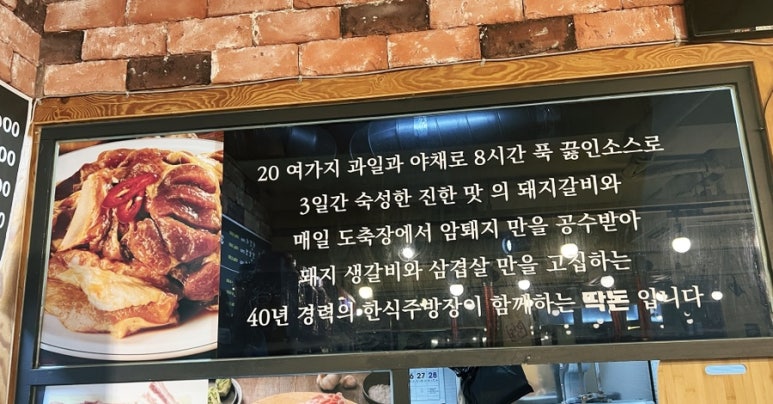 20 여가지 과일과 야채로 8시간 푹 끓인소스로
3일간 숙성한 진한 맛 의 돼지갈비와
매일 도축장에서 암퇘지 만을 공수받아
돼지 생갈비와 삼겹살 만을 고집하는
40년 경력의 한식주방장이 함께하는 딱돈 입니다
6 27 28